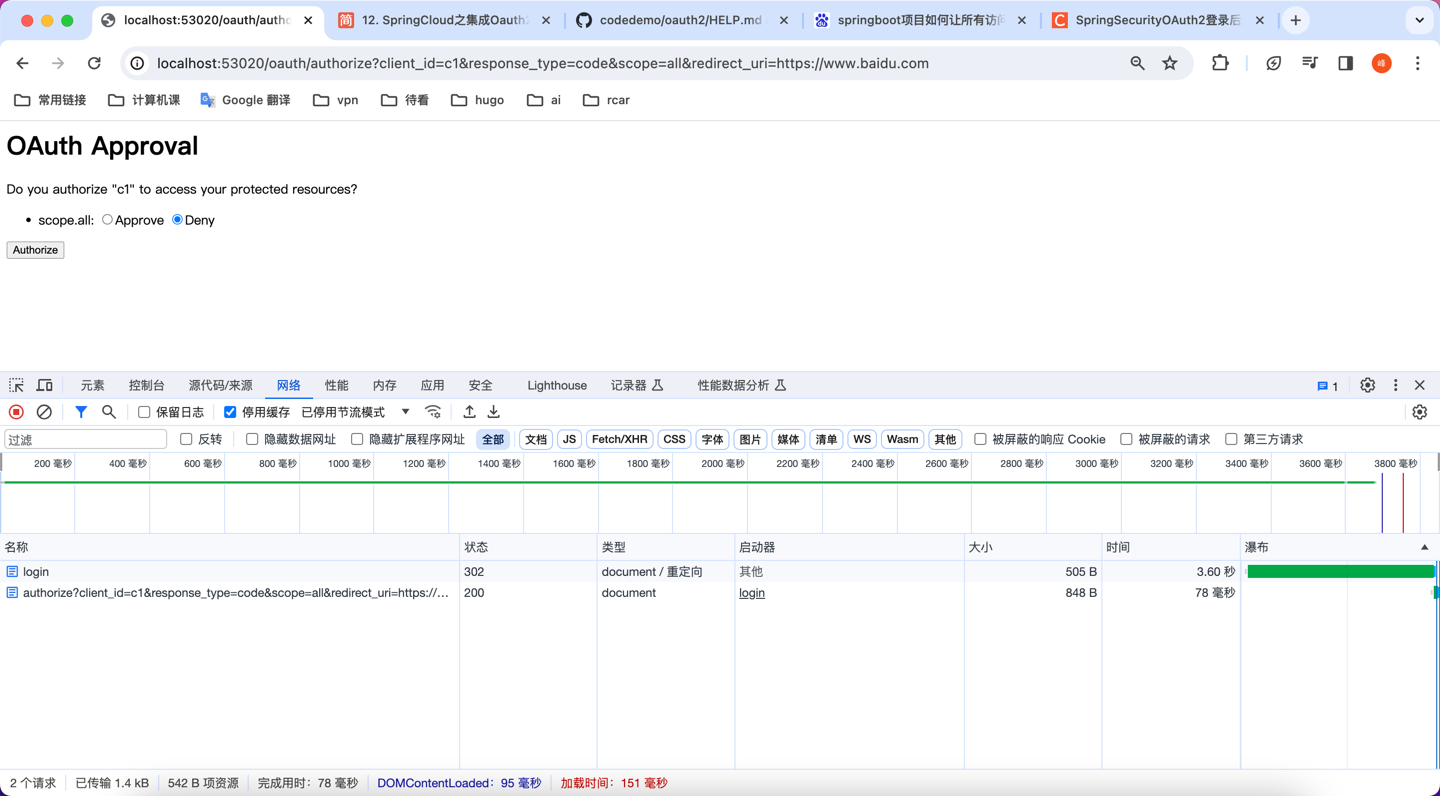 localhost:53020/oauth/autho
12. SpringCloud之集成Oauth2
codedemo/oauth2/HELP.md
springboot项目如何让所有访问
SpringSecurityOAuth2登录后
localhost:53020/oauth/authorize?client_id=c1&response_type=code&scope=all&redirect_uri=https://www.baidu.com
峰
常用链接 计算机课 Google 翻译 vpn 待看 hugo ai rcar
OAuth Approval
Do you authorize "c1" to access your protected resources?
• scope.all: Approve Deny
Authorize
元素 控制台 源代码/来源 网络 性能 内存 应用 安全 Lighthouse 记录器 性能数据分析 1
保留日志 停用缓存 已停用节流模式
过滤 反转 隐藏数据网址 隐藏扩展程序网址 全部 文档 JS Fetch/XHR CSS 字体 图片 媒体 清单 WS Wasm 其他 被屏蔽的响应 Cookie 被屏蔽的请求 第三方请求
200 毫秒 400 毫秒 600 毫秒 800 毫秒 1000 毫秒 1200 毫秒 1400 毫秒 1600 毫秒 1800 毫秒 2000 毫秒 2200 毫秒 2400 毫秒 2600 毫秒 2800 毫秒 3000 毫秒 3200 毫秒 3400 毫秒 3600 毫秒 3800 毫秒
名称 状态 类型 启动器 大小 时间 瀑布
login 302 document / 重定向 其他 505 B 3.60 秒
authorize?client_id=c1&response_type=code&scope=all&redirect_uri=https://… 200 document login 848 B 78 毫秒
2 个请求 已传输 1.4 kB 542 B 项资源 完成用时：78 毫秒 DOMContentLoaded：95 毫秒 加载时间：151 毫秒